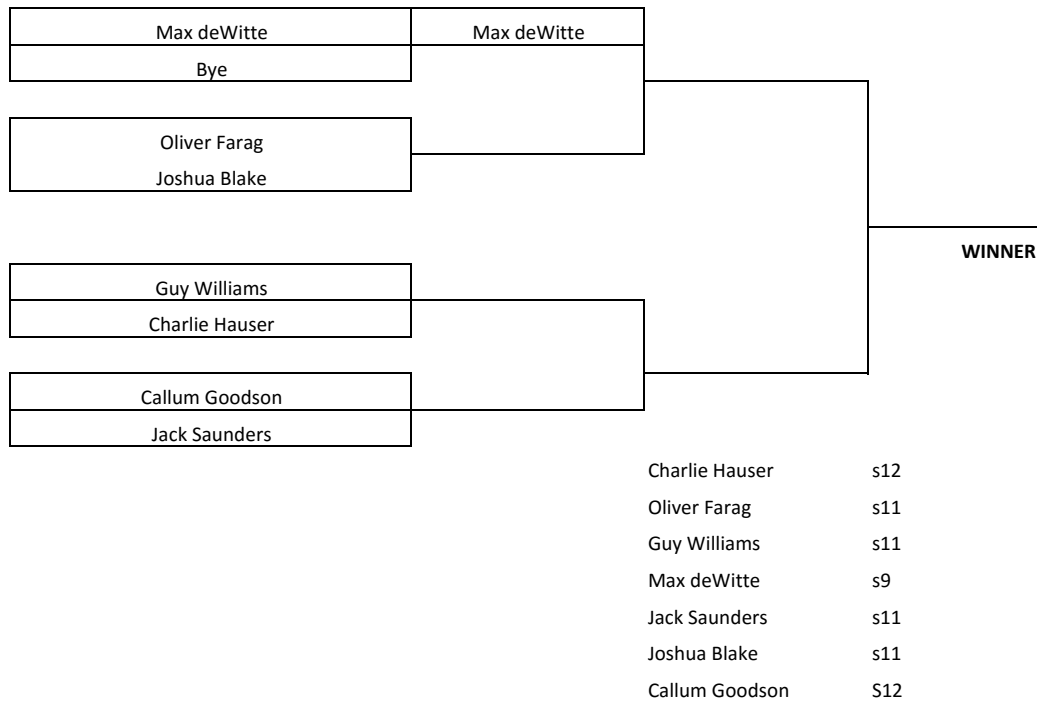 Max deWitte Max deWitte
Bye
Oliver Farag
Joshua Blake
WINNER
Guy Williams
Charlie Hauser
Callum Goodson
Jack Saunders
Charlie Hauser s12
Oliver Farag s11
Guy Williams s11
Max deWitte s9
Jack Saunders s11
Joshua Blake s11
Callum Goodson S12